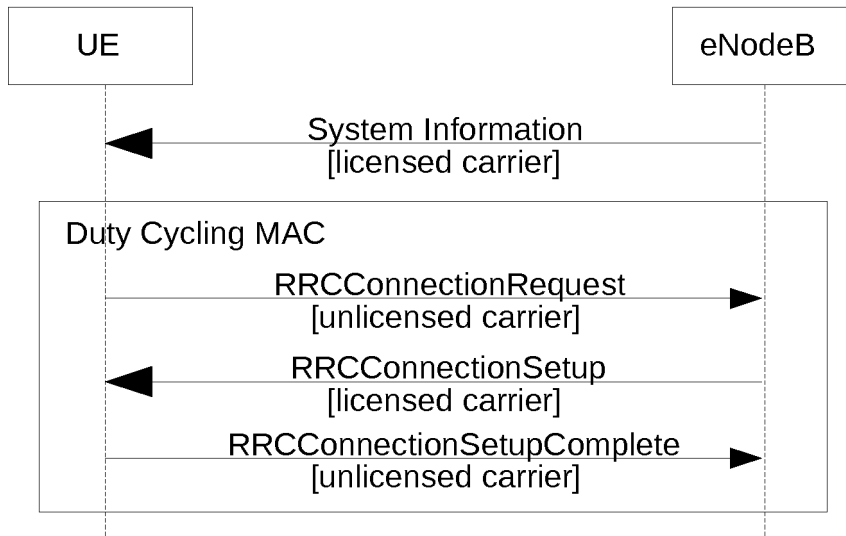 UE
eNodeB
System Information
[licensed carrier]
Duty Cycling MAC
RRCConnectionRequest
[unlicensed carrier]
RRCConnectionSetup
[licensed carrier]
RRCConnectionSetupComplete
[unlicensed carrier]